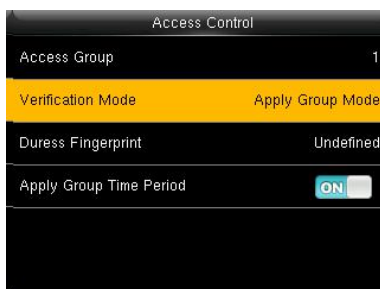 Access Control
Access Group 1
Verification Mode Apply Group Mode
Duress Fingerprint Undefined
Apply Group Time Period ON